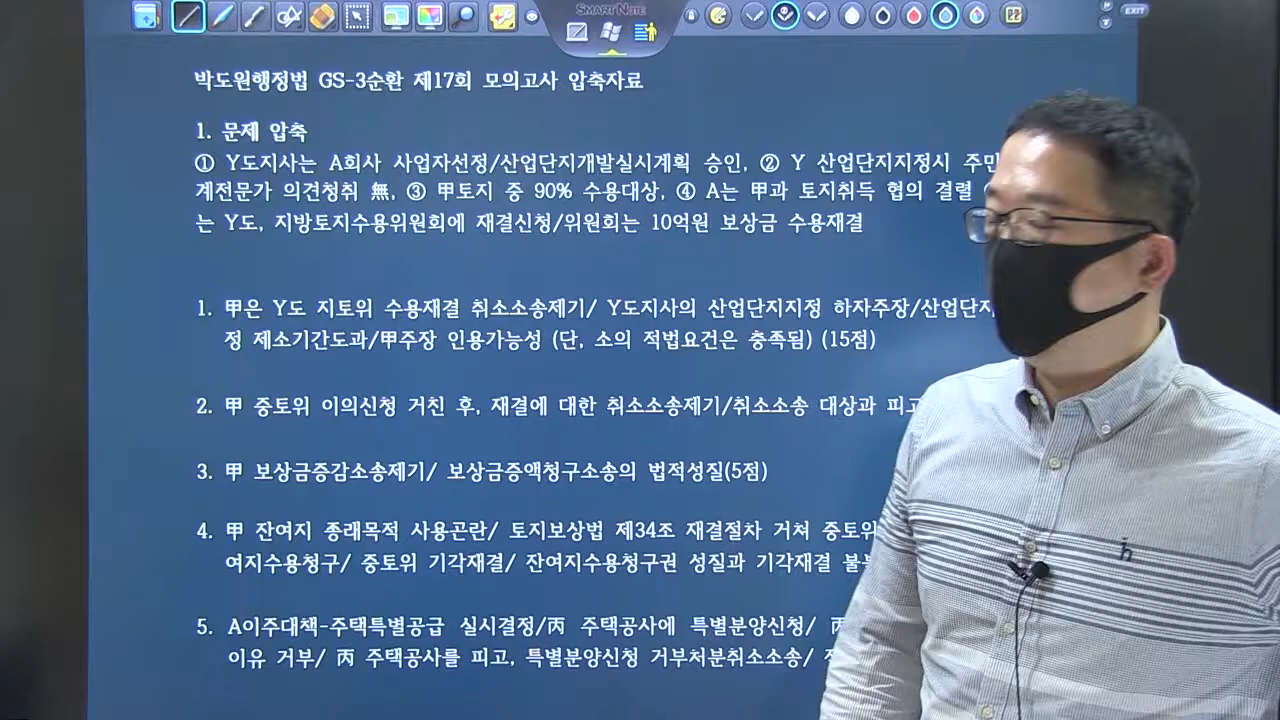 SMART NOTE
EXIT
박도원행정법 GS-3순환 제17회 모의고사 압축자료
1. 문제 압축
① Y도지사는 A회사 사업자선정/산업단지개발실시계획 승인, ② Y 산업단지지정시 주민
계전문가 의견청취 無, ③ 甲토지 중 90% 수용대상, ④ A는 甲과 토지취득 협의 결렬
는 Y도, 지방토지수용위원회에 재결신청/위원회는 10억원 보상금 수용재결
1. 甲은 Y도 지토위 수용재결 취소소송제기/ Y도지사의 산업단지지정 하자주장/산업단지
정 제소기간도과/甲주장 인용가능성 (단, 소의 적법요건은 충족됨) (15점)
2. 甲 중토위 이의신청 거친 후, 재결에 대한 취소소송제기/취소소송 대상과 피고
3. 甲 보상금증감소송제기/ 보상금증액청구소송의 법적성질(5점)
4. 甲 잔여지 종래목적 사용곤란/ 토지보상법 제34조 재결절차 거쳐 중토위
여지수용청구/ 중토위 기각재결/ 잔여지수용청구권 성질과 기각재결 불
5. A이주대책-주택특별공급 실시결정/丙 주택공사에 특별분양신청/ 丙
이유 거부/ 丙 주택공사를 피고, 특별분양신청 거부처분취소소송/